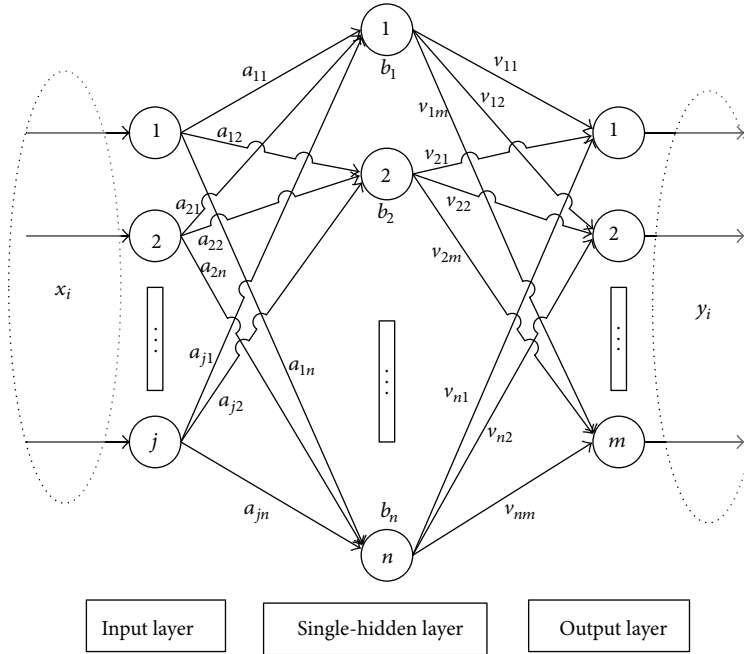 1
b₁
a₁₁
v₁₁
v₁ₘ
v₁₂
1
a₁₂
1
2
b₂
v₂₁
a₂₁
v₂₂
2
a₂₂
2
a₂ₙ
v₂ₘ
xᵢ
yᵢ
...
...
...
aⱼ₁
a₁ₙ
vₙ₁
aⱼ₂
vₙ₂
j
m
aⱼₙ
bₙ
vₙₘ
n
Input layer
Single-hidden layer
Output layer